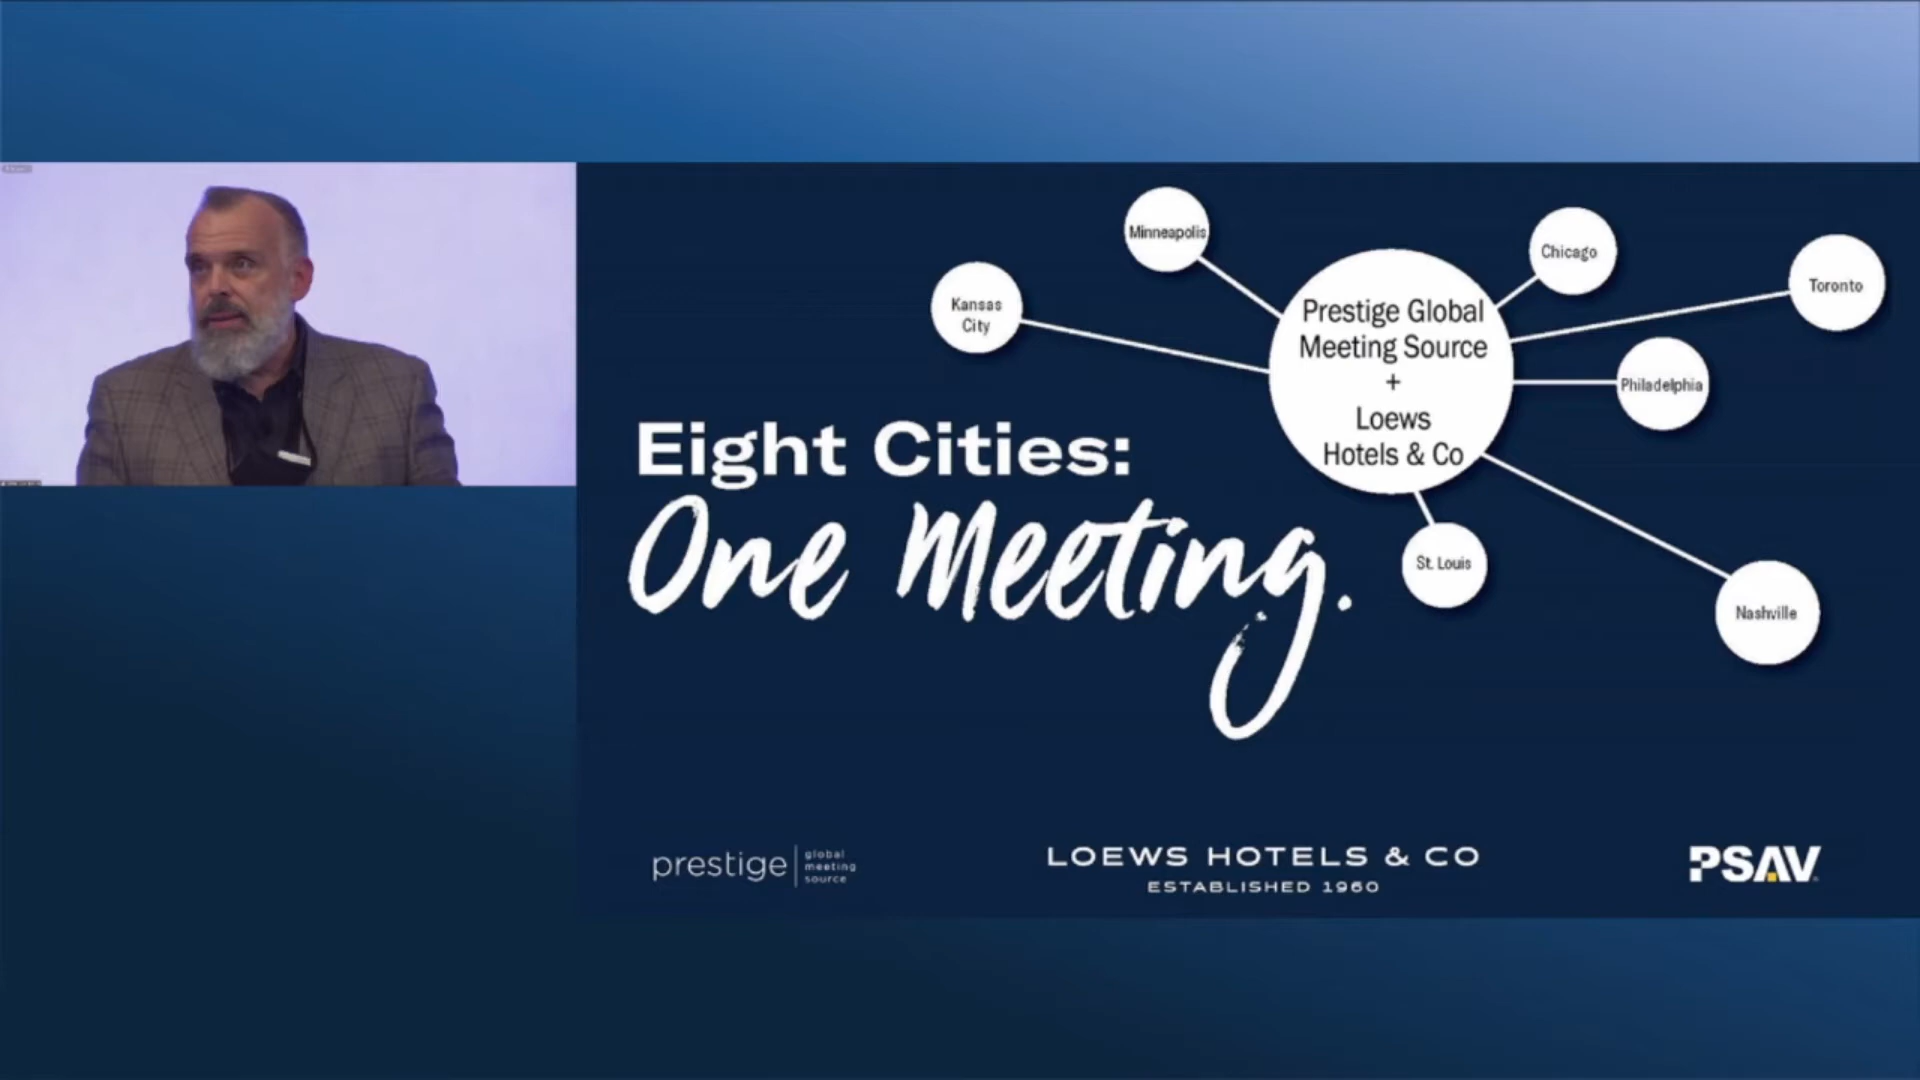 Minneapolis
Chicago
Toronto
Kansas
City
Prestige Global
Meeting Source
+
Loews
Hotels & Co
Philadelphia
Eight Cities:
One Meeting.
St. Louis
Nashville
prestige
global
meeting
source
LOEWS HOTELS & CO
ESTABLISHED 1960
PSAV